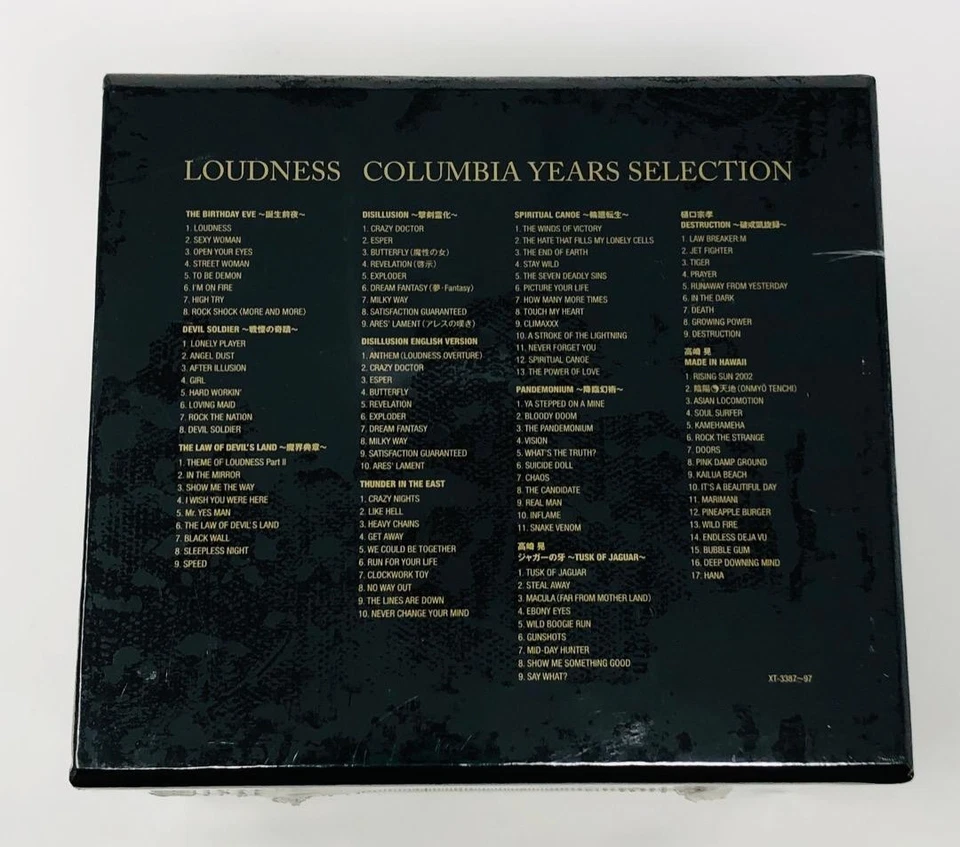 LOUDNESS COLUMBIA YEARS SELECTION
THE BIRTHDAY EVE ～誕生前夜～
1. LOUDNESS
2. SEXY WOMAN
3. OPEN YOUR EYES
4. STREET WOMAN
5. TO BE DEMON
6. I'M ON FIRE
7. HIGH TRY
8. ROCK SHOCK (MORE AND MORE)
DEVIL SOLDIER ～戦慄の奇蹟～
1. LONELY PLAYER
2. ANGEL DUST
3. AFTER ILLUSION
4. GIRL
5. HARD WORKIN'
6. LOVING MAID
7. ROCK THE NATION
8. DEVIL SOLDIER
THE LAW OF DEVIL'S LAND ～魔界典章～
1. THEME OF LOUDNESS Part II
2. IN THE MIRROR
3. SHOW ME THE WAY
4. I WISH YOU WERE HERE
5. Mr. YES MAN
6. THE LAW OF DEVIL'S LAND
7. BLACK WALL
8. SLEEPLESS NIGHT
9. SPEED
DISILLUSION ～撃剣霊化～
1. CRAZY DOCTOR
2. ESPER
3. BUTTERFLY (魔性の女)
4. REVELATION (啓示)
5. EXPLODER
6. DREAM FANTASY (夢・Fantasy)
7. MILKY WAY
8. SATISFACTION GUARANTEED
9. ARES' LAMENT (アレスの嘆き)
DISILLUSION ENGLISH VERSION
1. ANTHEM (LOUDNESS OVERTURE)
2. CRAZY DOCTOR
3. ESPER
4. BUTTERFLY
5. REVELATION
6. EXPLODER
7. DREAM FANTASY
8. MILKY WAY
9. SATISFACTION GUARANTEED
10. ARES' LAMENT
THUNDER IN THE EAST
1. CRAZY NIGHTS
2. LIKE HELL
3. HEAVY CHAINS
4. GET AWAY
5. WE COULD BE TOGETHER
6. RUN FOR YOUR LIFE
7. CLOCKWORK TOY
8. NO WAY OUT
9. THE LINES ARE DOWN
10. NEVER CHANGE YOUR MIND
SPIRITUAL CANOE ～輪廻転生～
1. THE WINDS OF VICTORY
2. THE HATE THAT FILLS MY LONELY CELLS
3. THE END OF EARTH
4. STAY WILD
5. THE SEVEN DEADLY SINS
6. PICTURE YOUR LIFE
7. HOW MANY MORE TIMES
8. TOUCH MY HEART
9. CLIMAXXX
10. A STROKE OF THE LIGHTNING
11. NEVER FORGET YOU
12. SPIRITUAL CANOE
13. THE POWER OF LOVE
PANDEMONIUM ～降臨幻術～
1. YA STEPPED ON A MINE
2. BLOODY DOOM
3. THE PANDEMONIUM
4. VISION
5. WHAT'S THE TRUTH?
6. SUICIDE DOLL
7. CHAOS
8. THE CANDIDATE
9. REAL MAN
10. INFLAME
11. SNAKE VENOM
高崎 晃
ジャガーの牙 ～TUSK OF JAGUAR～
1. TUSK OF JAGUAR
2. STEAL AWAY
3. MACULA (FAR FROM MOTHER LAND)
4. EBONY EYES
5. WILD BOOGIE RUN
6. GUNSHOTS
7. MID-DAY HUNTER
8. SHOW ME SOMETHING GOOD
9. SAY WHAT?
樋口宗孝
DESTRUCTION ～破戒凱旋録～
1. LAW BREAKER:M
2. JET FIGHTER
3. TIGER
4. PRAYER
5. RUNAWAY FROM YESTERDAY
6. IN THE DARK
7. DEATH
8. GROWING POWER
9. DESTRUCTION
高崎 晃
MADE IN HAWAII
1. RISING SUN 2002
2. 陰陽☯天地 (ONMYŌ TENCHI)
3. ASIAN LOCOMOTION
4. SOUL SURFER
5. KAMEHAMEHA
6. ROCK THE STRANGE
7. DOORS
8. PINK DAMP GROUND
9. KAILUA BEACH
10. IT'S A BEAUTIFUL DAY
11. MARIMANI
12. PINEAPPLE BURGER
13. WILD FIRE
14. ENDLESS DEJA VU
15. BUBBLE GUM
16. DEEP DOWNING MIND
17. HANA
XT-3387～97